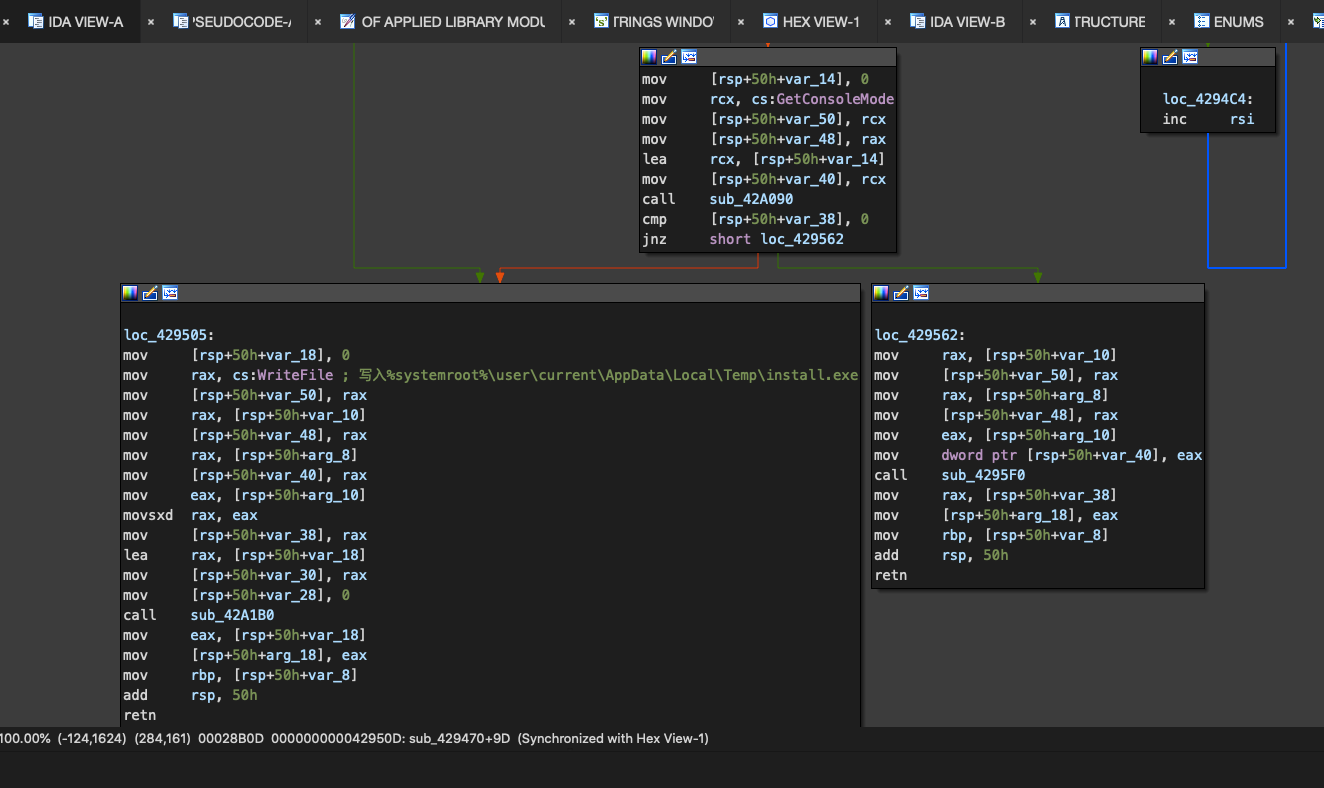 IDA VIEW-A
'SEUDOCODE-
OF APPLIED LIBRARY MODU
TRINGS WINDO
HEX VIEW-1
IDA VIEW-B
TRUCTURE
ENUMS
mov [rsp+50h+var_14], 0
mov rcx, cs:GetConsoleMode
mov [rsp+50h+var_50], rcx
mov [rsp+50h+var_48], rax
lea rcx, [rsp+50h+var_14]
mov [rsp+50h+var_40], rcx
call sub_42A090
cmp [rsp+50h+var_38], 0
jnz short loc_429562
loc_4294C4:
inc rsi
loc_429505:
mov [rsp+50h+var_18], 0
mov rax, cs:WriteFile ; 写入%systemroot%\user\current\AppData\Local\Temp\install.exe
mov [rsp+50h+var_50], rax
mov rax, [rsp+50h+var_10]
mov [rsp+50h+var_48], rax
mov rax, [rsp+50h+arg_8]
mov [rsp+50h+var_40], rax
mov eax, [rsp+50h+arg_10]
movsxd rax, eax
mov [rsp+50h+var_38], rax
lea rax, [rsp+50h+var_18]
mov [rsp+50h+var_30], rax
mov [rsp+50h+var_28], 0
call sub_42A1B0
mov eax, [rsp+50h+var_18]
mov [rsp+50h+arg_18], eax
mov rbp, [rsp+50h+var_8]
add rsp, 50h
retn
loc_429562:
mov rax, [rsp+50h+var_10]
mov [rsp+50h+var_50], rax
mov rax, [rsp+50h+arg_8]
mov [rsp+50h+var_48], rax
mov eax, [rsp+50h+arg_10]
mov dword ptr [rsp+50h+var_40], eax
call sub_4295F0
mov rax, [rsp+50h+var_38]
mov [rsp+50h+arg_18], eax
mov rbp, [rsp+50h+var_8]
add rsp, 50h
retn
100.00% (-124,1624) (284,161) 00028B0D 000000000042950D: sub_429470+9D (Synchronized with Hex View-1)